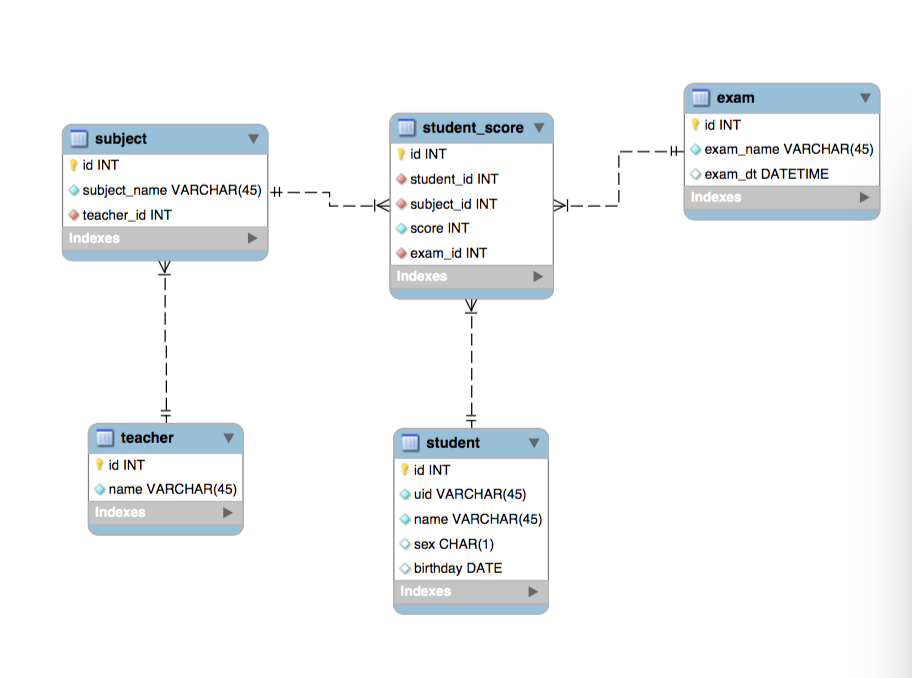 subject
id INT
subject_name VARCHAR(45)
teacher_id INT
Indexes
student_score
id INT
student_id INT
subject_id INT
score INT
exam_id INT
Indexes
exam
id INT
exam_name VARCHAR(45)
exam_dt DATETIME
Indexes
teacher
id INT
name VARCHAR(45)
Indexes
student
id INT
uid VARCHAR(45)
name VARCHAR(45)
sex CHAR(1)
birthday DATE
Indexes